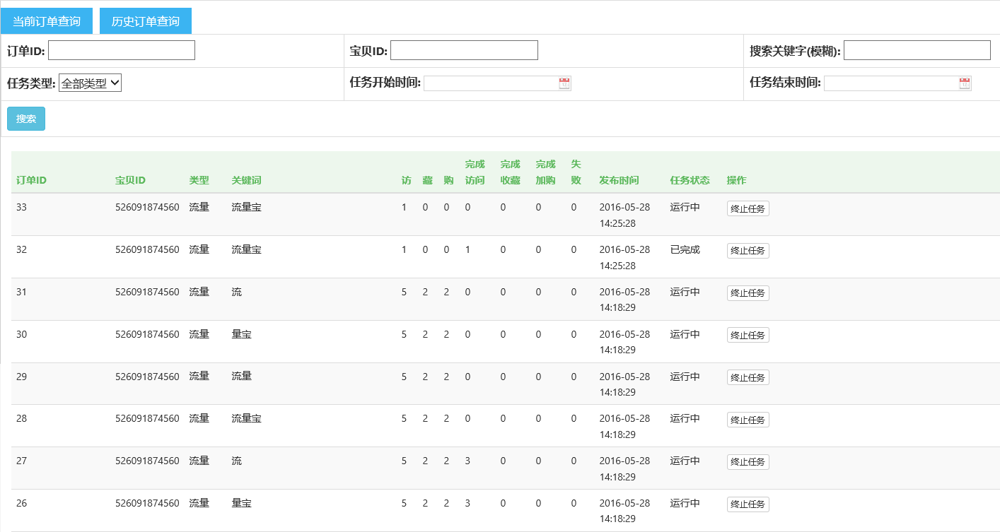 当前订单查询 历史订单查询
订单ID: 宝贝ID: 搜索关键字(模糊):
任务类型: 全部类型 任务开始时间: 任务结束时间:
搜索
订单ID 宝贝ID 类型 关键词 访 藏 购 完成访问 完成收藏 完成加购 失败 发布时间 任务状态 操作
33 526091874560 流量 流量宝 1 0 0 0 0 0 0 2016-05-28 14:25:28 运行中 终止任务
32 526091874560 流量 流量宝 1 0 0 1 0 0 0 2016-05-28 14:25:28 已完成 终止任务
31 526091874560 流量 流 5 2 2 0 0 0 0 2016-05-28 14:18:29 运行中 终止任务
30 526091874560 流量 量宝 5 2 2 0 0 0 0 2016-05-28 14:18:29 运行中 终止任务
29 526091874560 流量 流量 5 2 2 0 0 0 0 2016-05-28 14:18:29 运行中 终止任务
28 526091874560 流量 流量宝 5 2 2 0 0 0 0 2016-05-28 14:18:29 运行中 终止任务
27 526091874560 流量 流 5 2 2 3 0 0 0 2016-05-28 14:18:29 运行中 终止任务
26 526091874560 流量 量宝 5 2 2 3 0 0 0 2016-05-28 14:18:29 运行中 终止任务